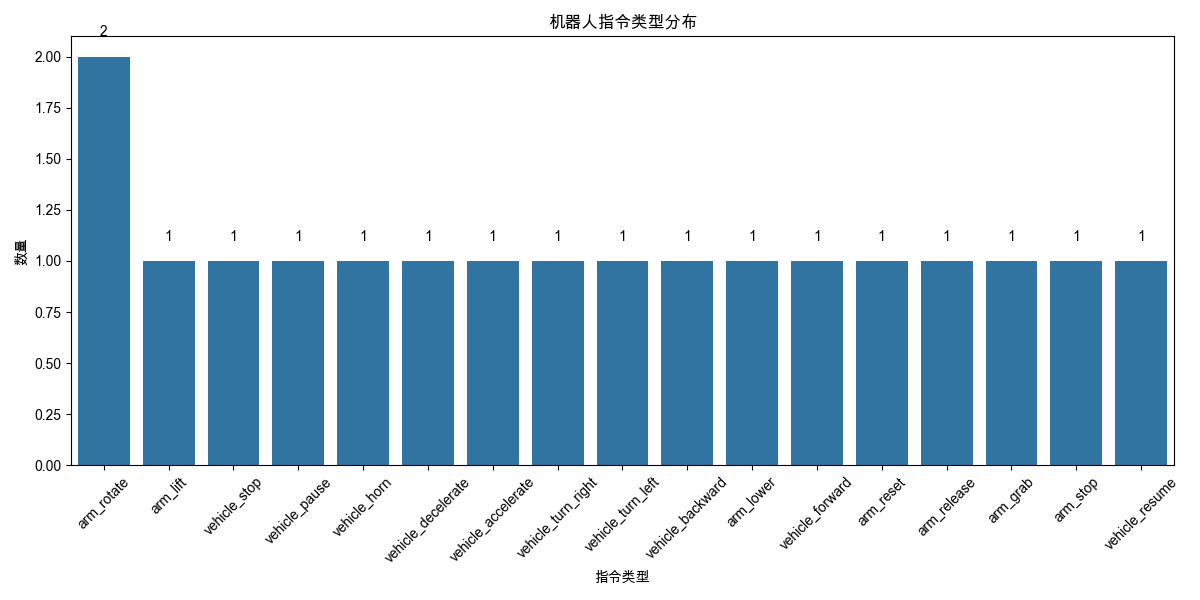 机器人指令类型分布
2
2.00
1.75
1.50
1.25
1 1 1 1 1 1 1 1 1 1 1 1 1 1 1 1
数量
1.00
0.75
0.50
0.25
0.00
arm_rotate
arm_lift
vehicle_stop
vehicle_pause
vehicle_horn
vehicle_decelerate
vehicle_accelerate
vehicle_turn_right
vehicle_turn_left
vehicle_backward
arm_lower
vehicle_forward
arm_reset
arm_release
arm_grab
arm_stop
vehicle_resume
指令类型